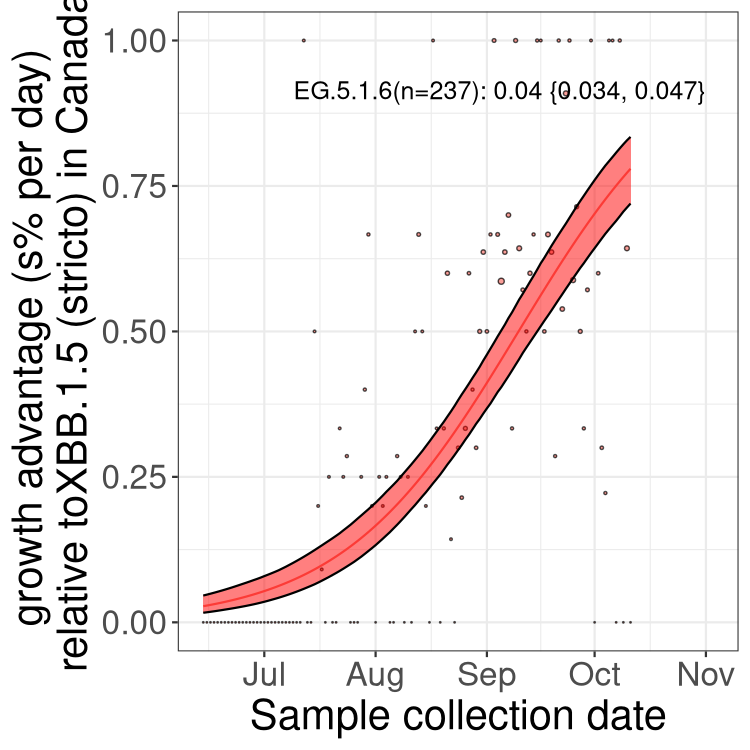 growth advantage (s% per day)
relative toXBB.1.5 (stricto) in Canada
1.00
0.75
0.50
0.25
0.00
EG.5.1.6(n=237): 0.04 {0.034, 0.047}
Jul Aug Sep Oct Nov
Sample collection date